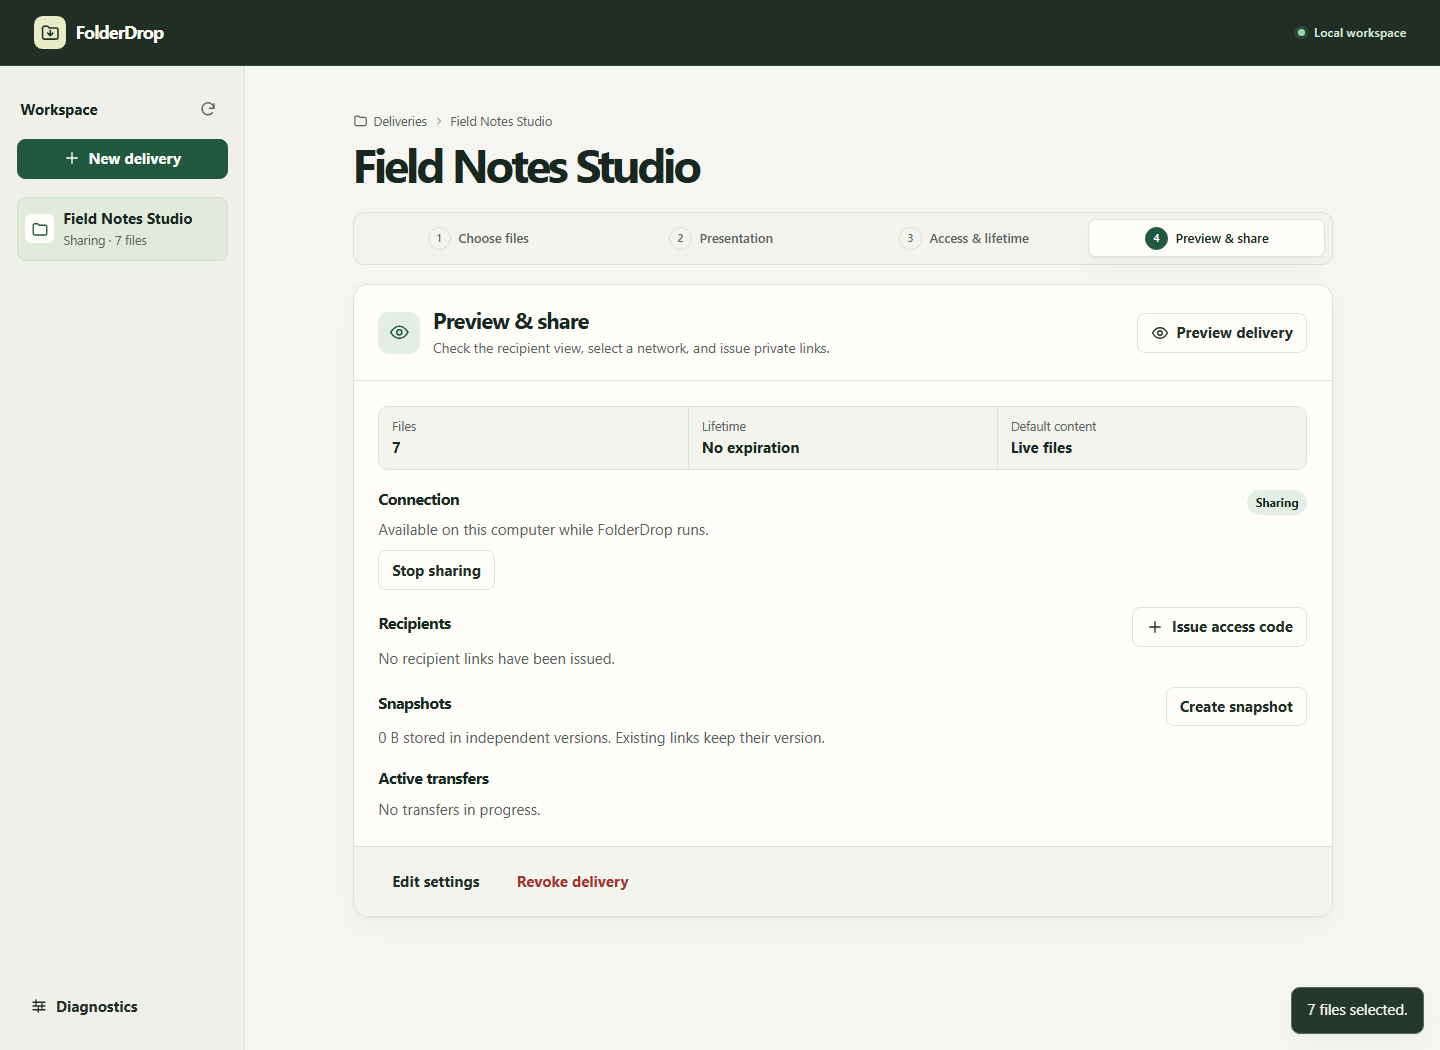 FolderDrop
Local workspace
Workspace
New delivery
Field Notes Studio
Sharing · 7 files
Diagnostics
Deliveries > Field Notes Studio
Field Notes Studio
1 Choose files
2 Presentation
3 Access & lifetime
4 Preview & share
Preview & share
Check the recipient view, select a network, and issue private links.
Preview delivery
Files
7
Lifetime
No expiration
Default content
Live files
Connection
Sharing
Available on this computer while FolderDrop runs.
Stop sharing
Recipients
Issue access code
No recipient links have been issued.
Snapshots
Create snapshot
0 B stored in independent versions. Existing links keep their version.
Active transfers
No transfers in progress.
Edit settings
Revoke delivery
7 files selected.